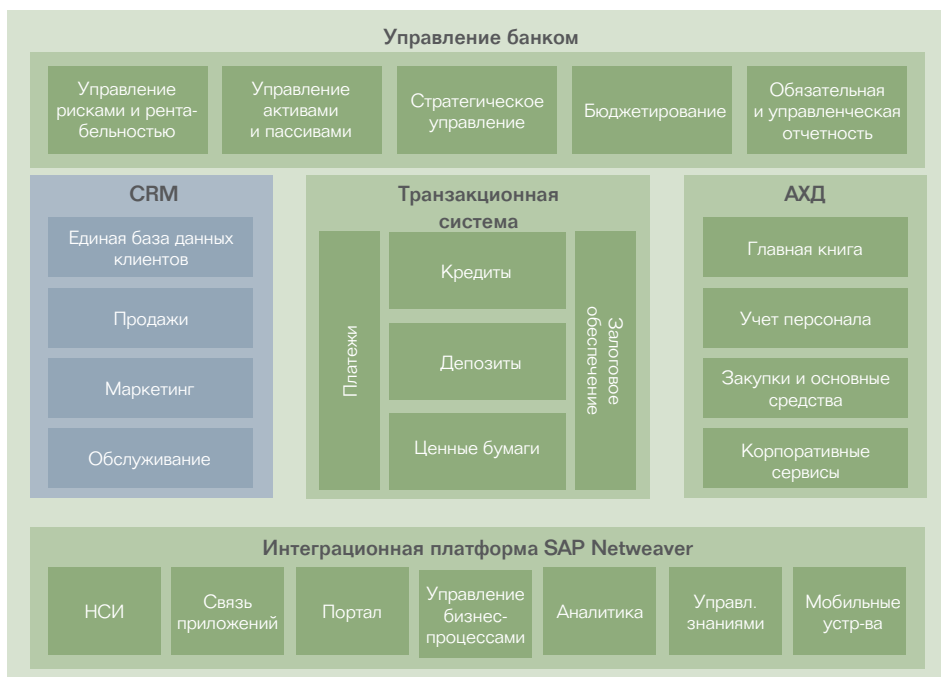 Управление банком
Управление
рисками и рента-
бельностью
Управление
активами
и пассивами
Стратегическое
управление
Бюджетирование
Обязательная
и управленческая
отчетность
CRM
Единая база данных
клиентов
Продажи
Маркетинг
Обслуживание
Транзакционная
система
Платежи
Кредиты
Депозиты
Ценные бумаги
Залоговое
обеспечение
АХД
Главная книга
Учет персонала
Закупки и основные
средства
Корпоративные
сервисы
Интеграционная платформа SAP Netweaver
НСИ
Связь
приложений
Портал
Управление
бизнес-
процессами
Аналитика
Управл.
знаниями
Мобильные
устр-ва